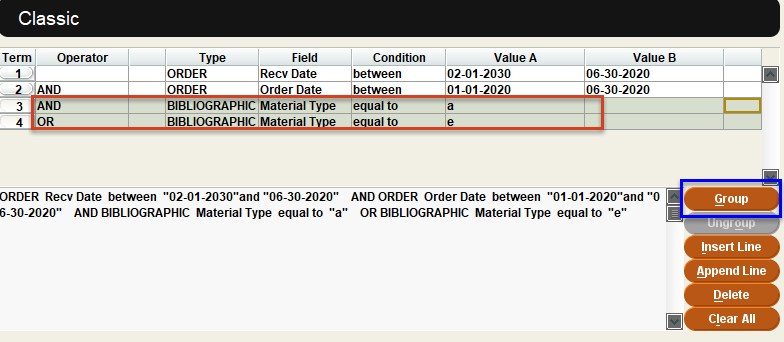 Classic
Term Operator Type Field Condition Value A Value B
1 ORDER Recv Date between 02-01-2030 06-30-2020
2 AND ORDER Order Date between 01-01-2020 06-30-2020
3 AND BIBLIOGRAPHIC Material Type equal to a
4 OR BIBLIOGRAPHIC Material Type equal to e
ORDER Recv Date between "02-01-2030"and "06-30-2020" AND ORDER Order Date between "01-01-2020"and "0
6-30-2020" AND BIBLIOGRAPHIC Material Type equal to "a" OR BIBLIOGRAPHIC Material Type equal to "e"
Group
Ungroup
Insert Line
Append Line
Delete
Clear All